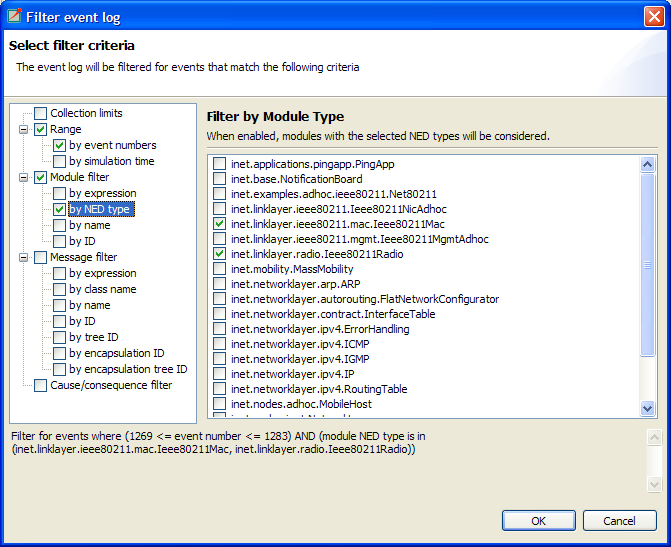 Filter event log
Select filter criteria
The event log will be filtered for events that match the following criteria
Collection limits
Range
by event numbers
by simulation time
Module filter
by expression
by NED type
by name
by ID
Message filter
by expression
by class name
by name
by ID
by tree ID
by encapsulation ID
by encapsulation tree ID
Cause/consequence filter
Filter by Module Type
When enabled, modules with the selected NED types will be considered.
inet.applications.pingapp.PingApp
inet.base.NotificationBoard
inet.examples.adhoc.ieee80211.Net80211
inet.linklayer.ieee80211.Ieee80211NicAdhoc
inet.linklayer.ieee80211.mac.Ieee80211Mac
inet.linklayer.ieee80211.mgmt.Ieee80211MgmtAdhoc
inet.linklayer.radio.Ieee80211Radio
inet.mobility.MassMobility
inet.networklayer.arp.ARP
inet.networklayer.autorouting.FlatNetworkConfigurator
inet.networklayer.contract.InterfaceTable
inet.networklayer.ipv4.ErrorHandling
inet.networklayer.ipv4.ICMP
inet.networklayer.ipv4.IGMP
inet.networklayer.ipv4.IP
inet.networklayer.ipv4.RoutingTable
inet.nodes.adhoc.MobileHost
Filter for events where (1269 <= event number <= 1283) AND (module NED type is in
(inet.linklayer.ieee80211.mac.Ieee80211Mac, inet.linklayer.radio.Ieee80211Radio))
OK
Cancel